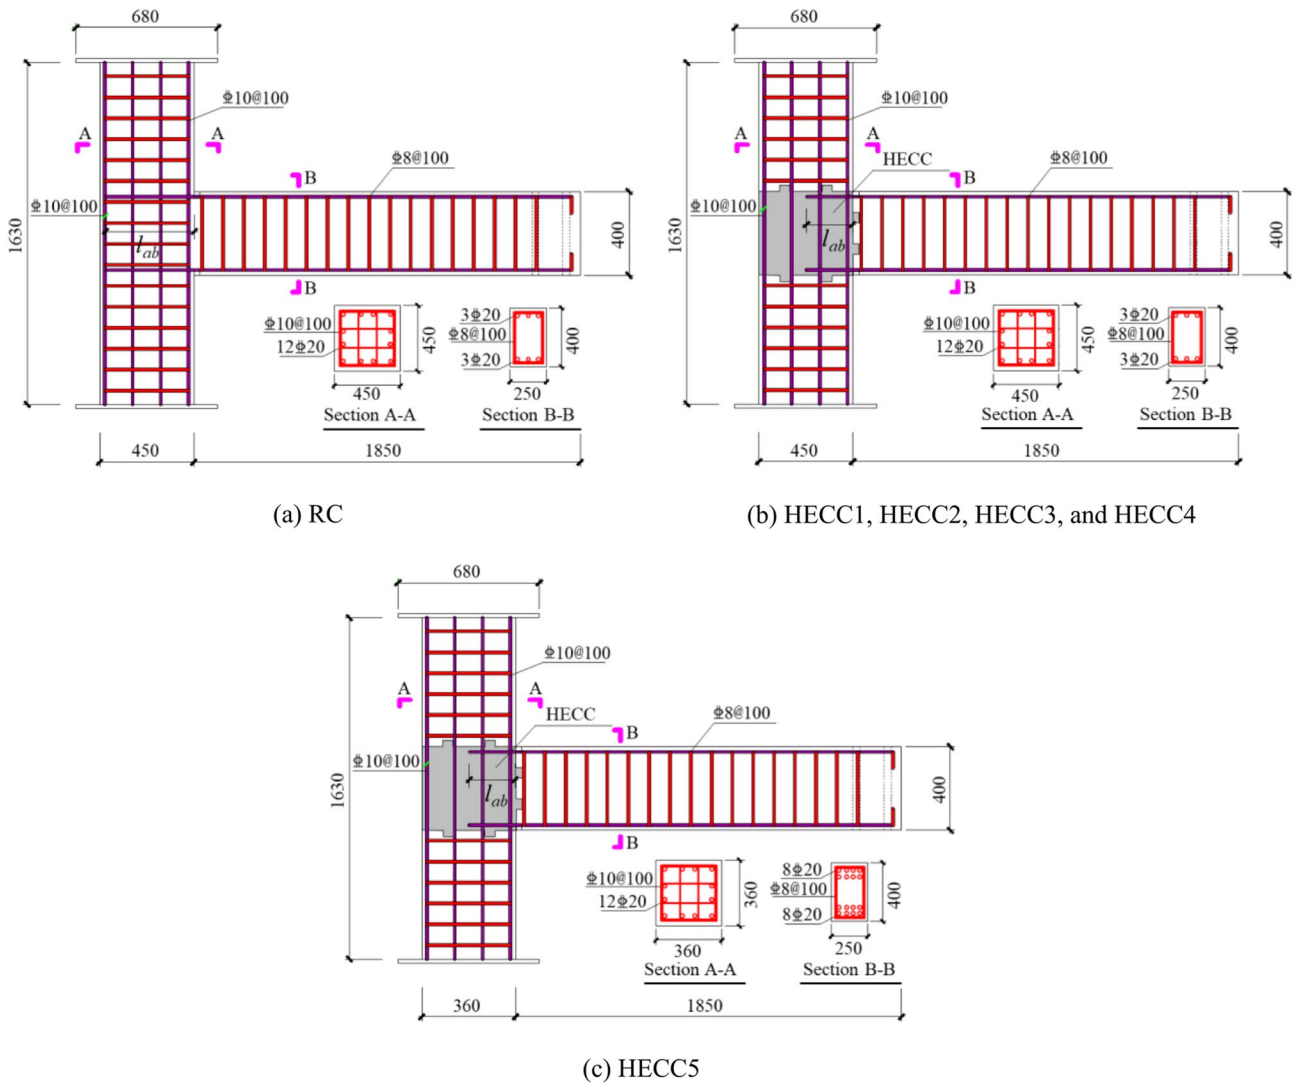 680
Φ10@100
A
A
B
Φ8@100
Φ10@100
1630
l_ab
400
B
Φ10@100
12Φ20
450
450
Section A-A
3Φ20
Φ8@100
3Φ20
400
250
Section B-B
450
1850
(a) RC
680
Φ10@100
A
A
HECC
B
Φ8@100
Φ10@100
1630
l_ab
400
B
Φ10@100
12Φ20
450
450
Section A-A
3Φ20
Φ8@100
3Φ20
400
250
Section B-B
450
1850
(b) HECC1, HECC2, HECC3, and HECC4
680
Φ10@100
A
A
HECC
B
Φ8@100
Φ10@100
1630
l_ab
400
B
Φ10@100
12Φ20
360
360
Section A-A
8Φ20
Φ8@100
8Φ20
400
250
Section B-B
360
1850
(c) HECC5